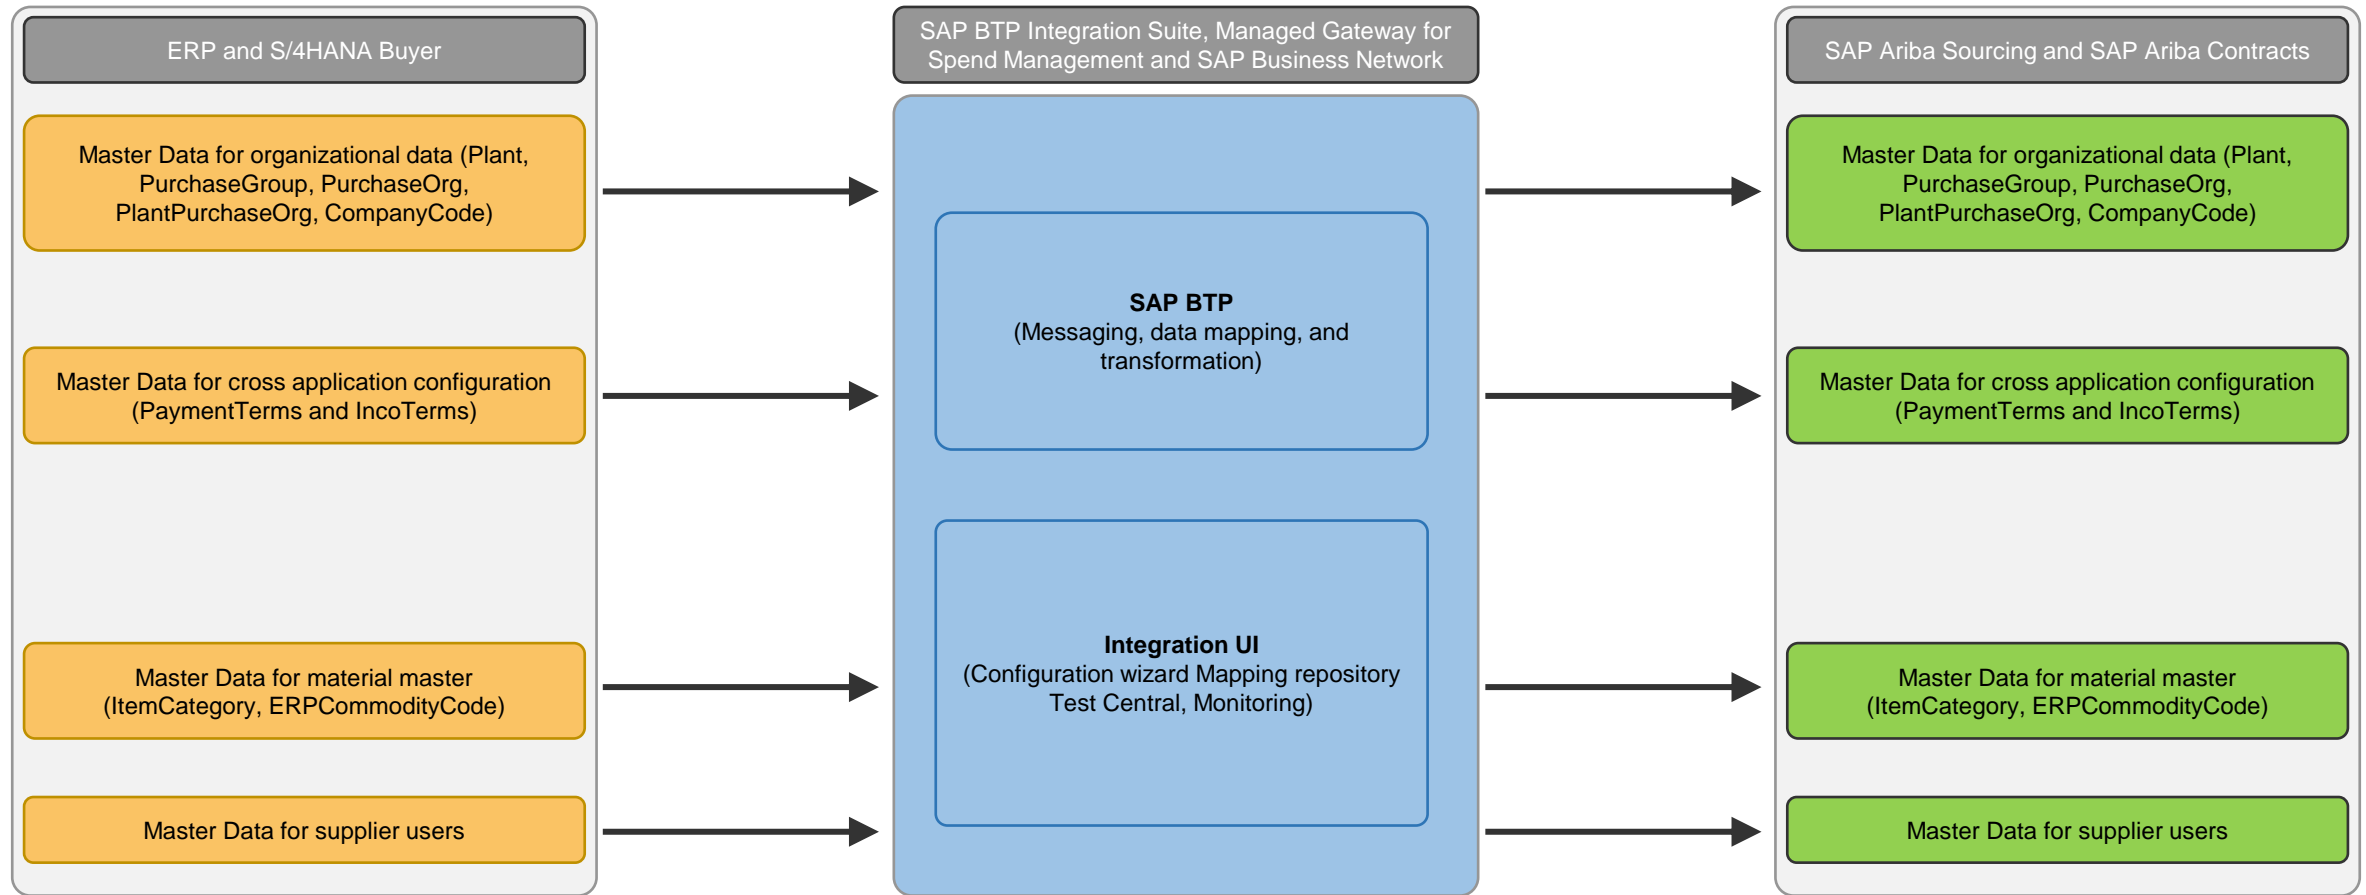 ERP and S/4HANA Buyer
Master Data for organizational data (Plant,
PurchaseGroup, PurchaseOrg,
PlantPurchaseOrg, CompanyCode)
Master Data for cross application configuration
(PaymentTerms and IncoTerms)
Master Data for material master
(ItemCategory, ERPCommodityCode)
Master Data for supplier users
SAP BTP Integration Suite, Managed Gateway for
Spend Management and SAP Business Network
SAP BTP
(Messaging, data mapping, and
transformation)
Integration UI
(Configuration wizard Mapping repository
Test Central, Monitoring)
SAP Ariba Sourcing and SAP Ariba Contracts
Master Data for organizational data (Plant,
PurchaseGroup, PurchaseOrg,
PlantPurchaseOrg, CompanyCode)
Master Data for cross application configuration
(PaymentTerms and IncoTerms)
Master Data for material master
(ItemCategory, ERPCommodityCode)
Master Data for supplier users